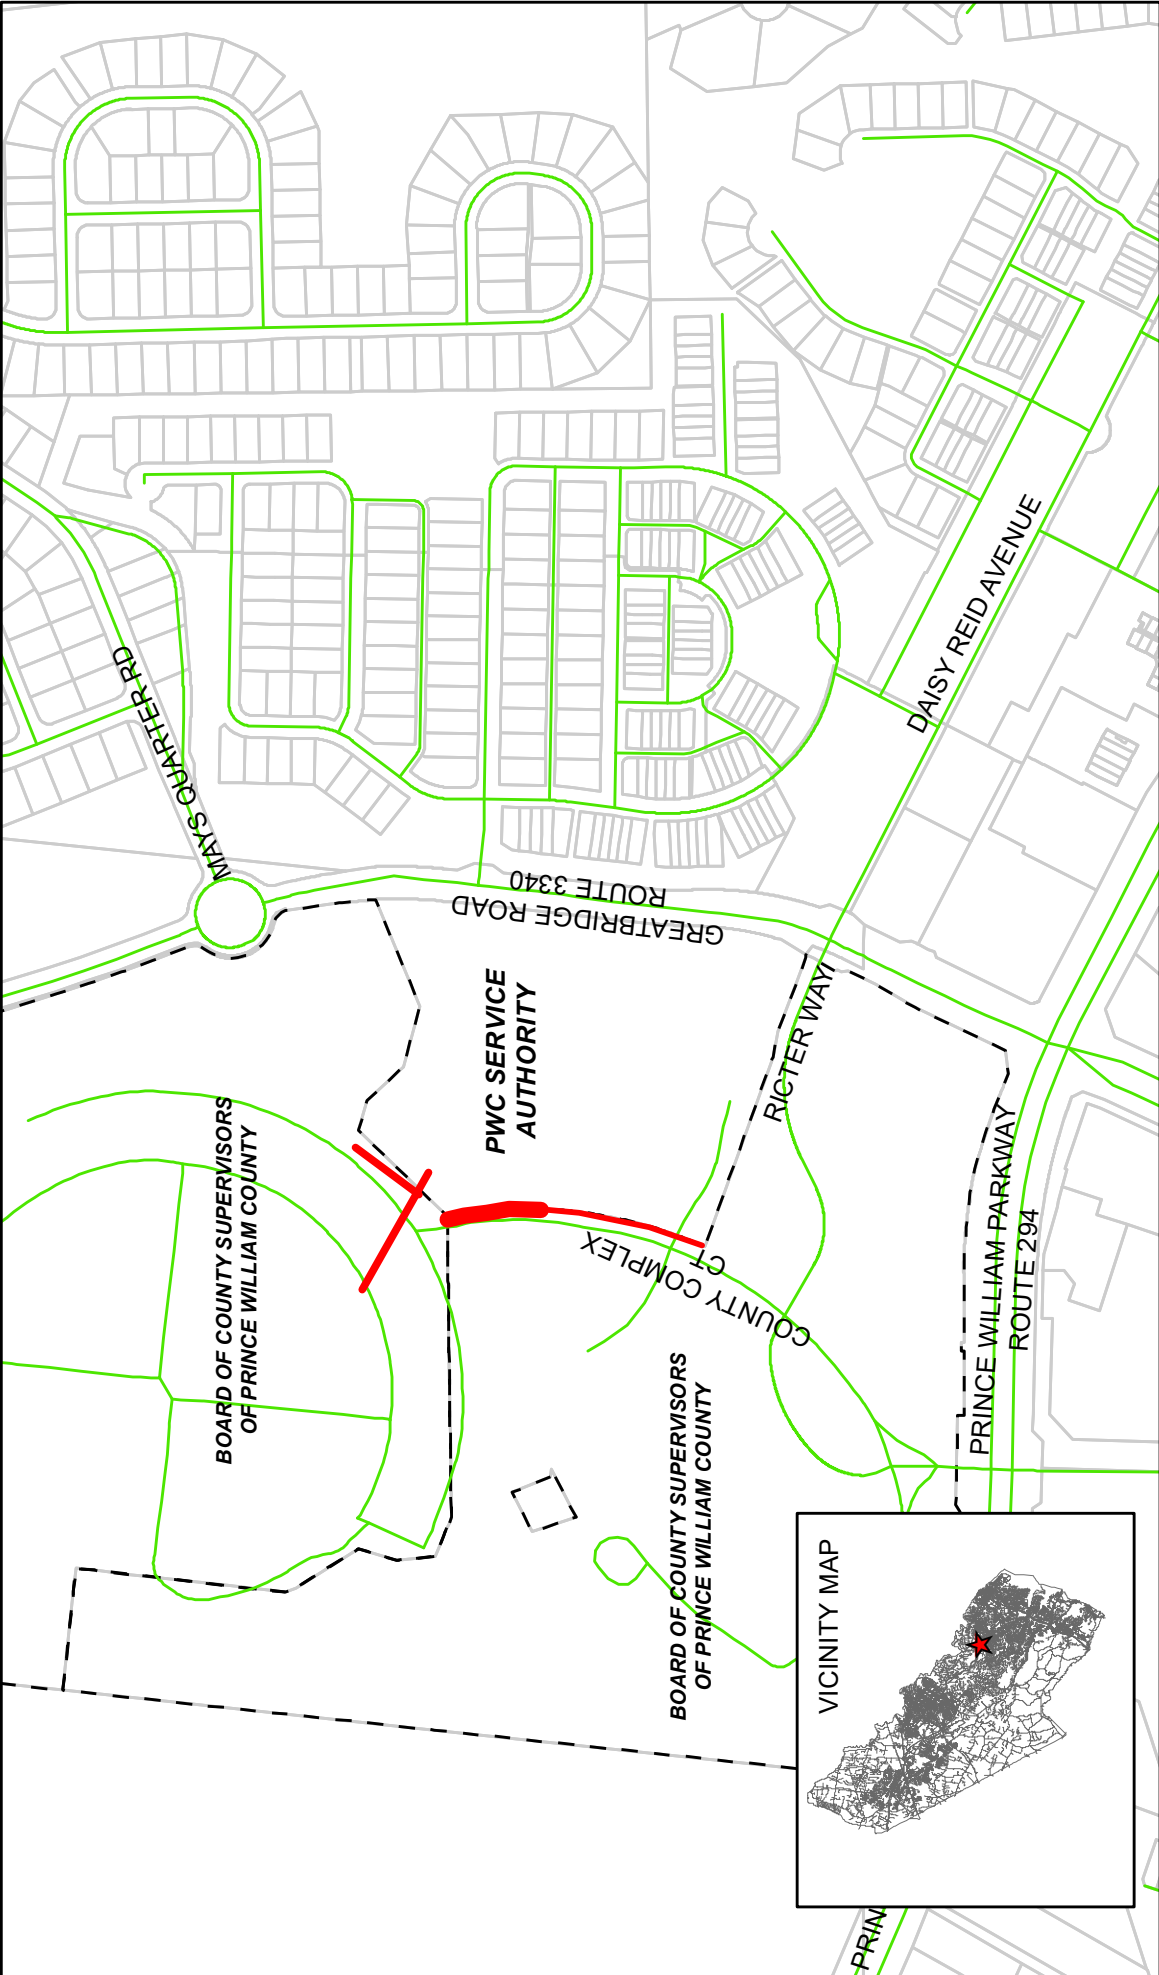 MAYS QUARTER RD
GREATBRIDGE ROAD
ROUTE 3340
DAISY REID AVENUE
PWC SERVICE
AUTHORITY
RICTER WAY
BOARD OF COUNTY SUPERVISORS
OF PRINCE WILLIAM COUNTY
COUNTY COMPLEX
CT
PRINCE WILLIAM PARKWAY
ROUTE 294
BOARD OF COUNTY SUPERVISORS
OF PRINCE WILLIAM COUNTY
VICINITY MAP
PRIN